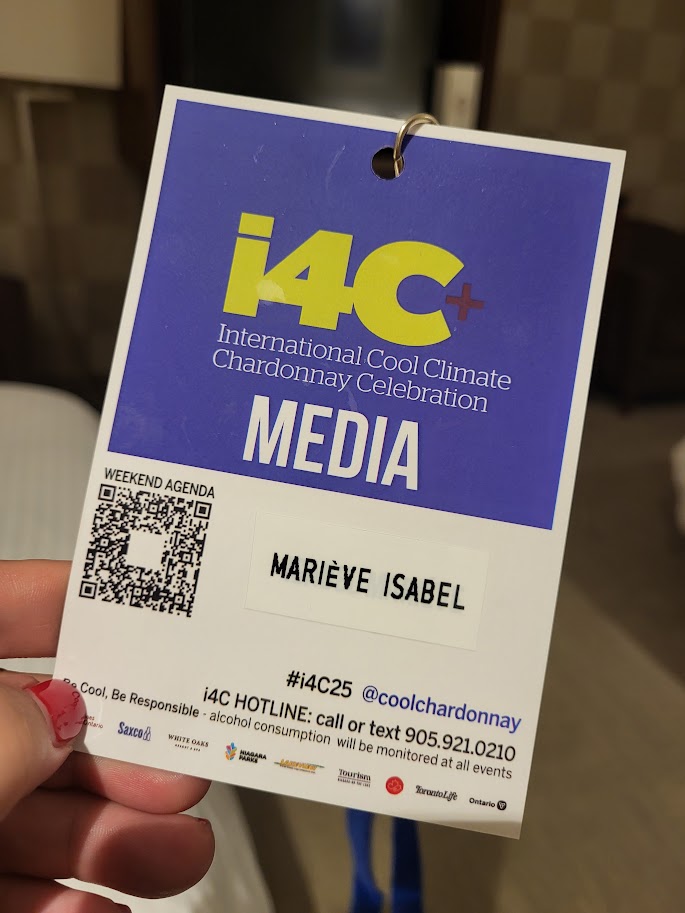 i4C+
International Cool Climate
Chardonnay Celebration
MEDIA
WEEKEND AGENDA
MARIÈVE ISABEL
#i4C25 @coolchardonnay
i4C HOTLINE: call or text 905.921.0210
Be Cool, Be Responsible - alcohol consumption will be monitored at all events
Saxco WHITE OAKS NIAGARA PARKS Tourism Toronto Life Ontario